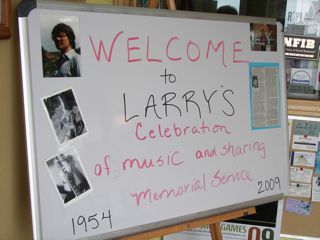 WELCOME
to
LARRY'S
Celebration
of music and sharing
memorial Service
1954
2009
NFIB
GAMES